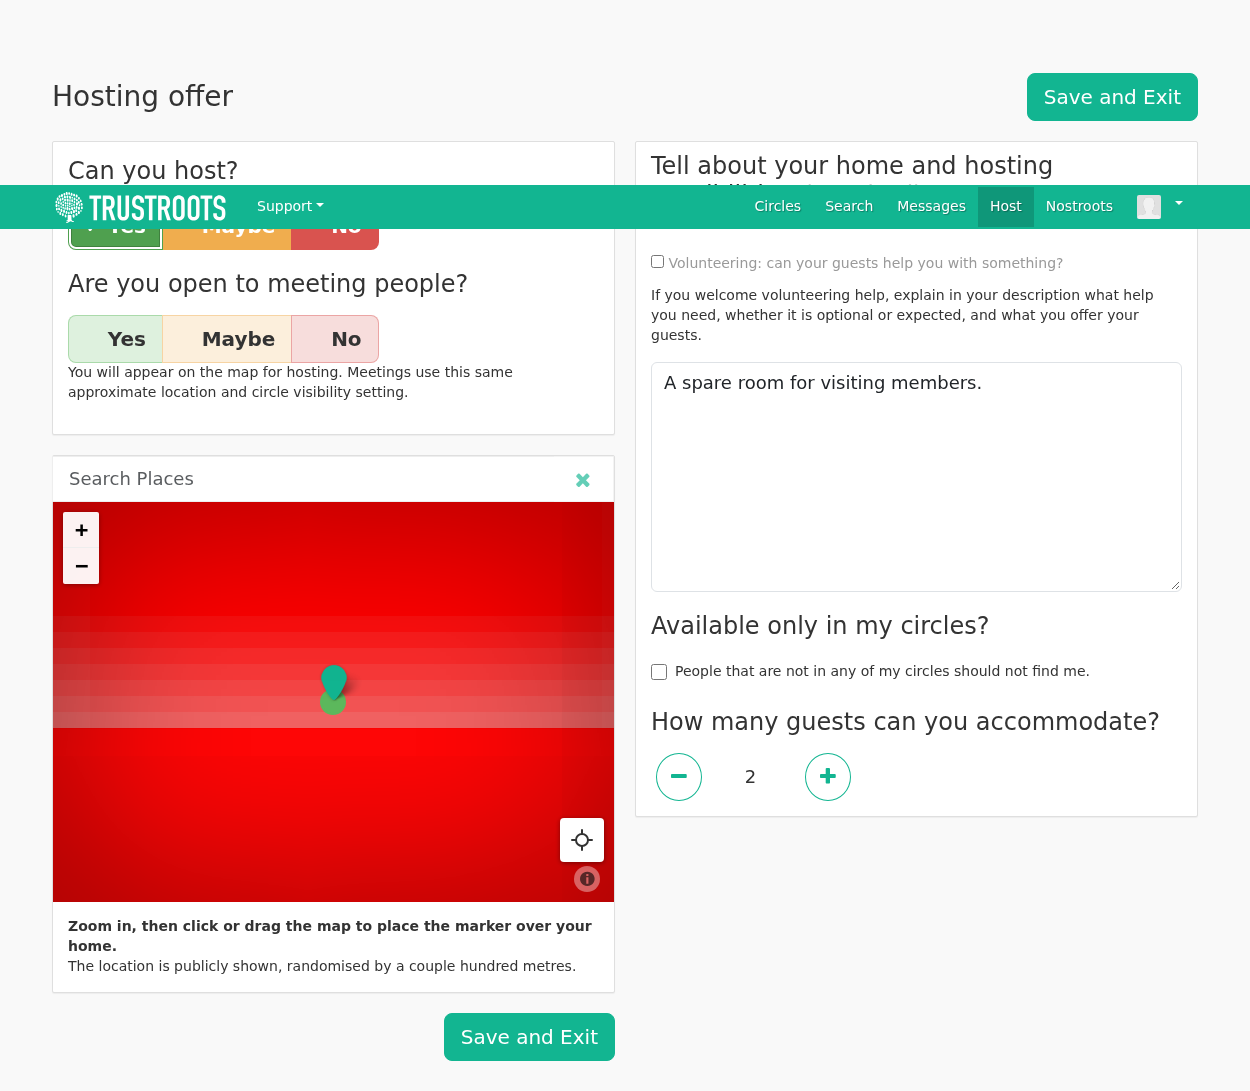 Hosting offer
Save and Exit
Can you host?
Tell about your home and hosting
TRUSTROOTS
Support
Circles
Search
Messages
Host
Nostroots
Yes
Maybe
No
Are you open to meeting people?
Yes
Maybe
No
You will appear on the map for hosting. Meetings use this same
approximate location and circle visibility setting.
Volunteering: can your guests help you with something?
If you welcome volunteering help, explain in your description what help
you need, whether it is optional or expected, and what you offer your
guests.
A spare room for visiting members.
Search Places
+
−
Available only in my circles?
People that are not in any of my circles should not find me.
How many guests can you accommodate?
2
Zoom in, then click or drag the map to place the marker over your
home.
The location is publicly shown, randomised by a couple hundred metres.
Save and Exit